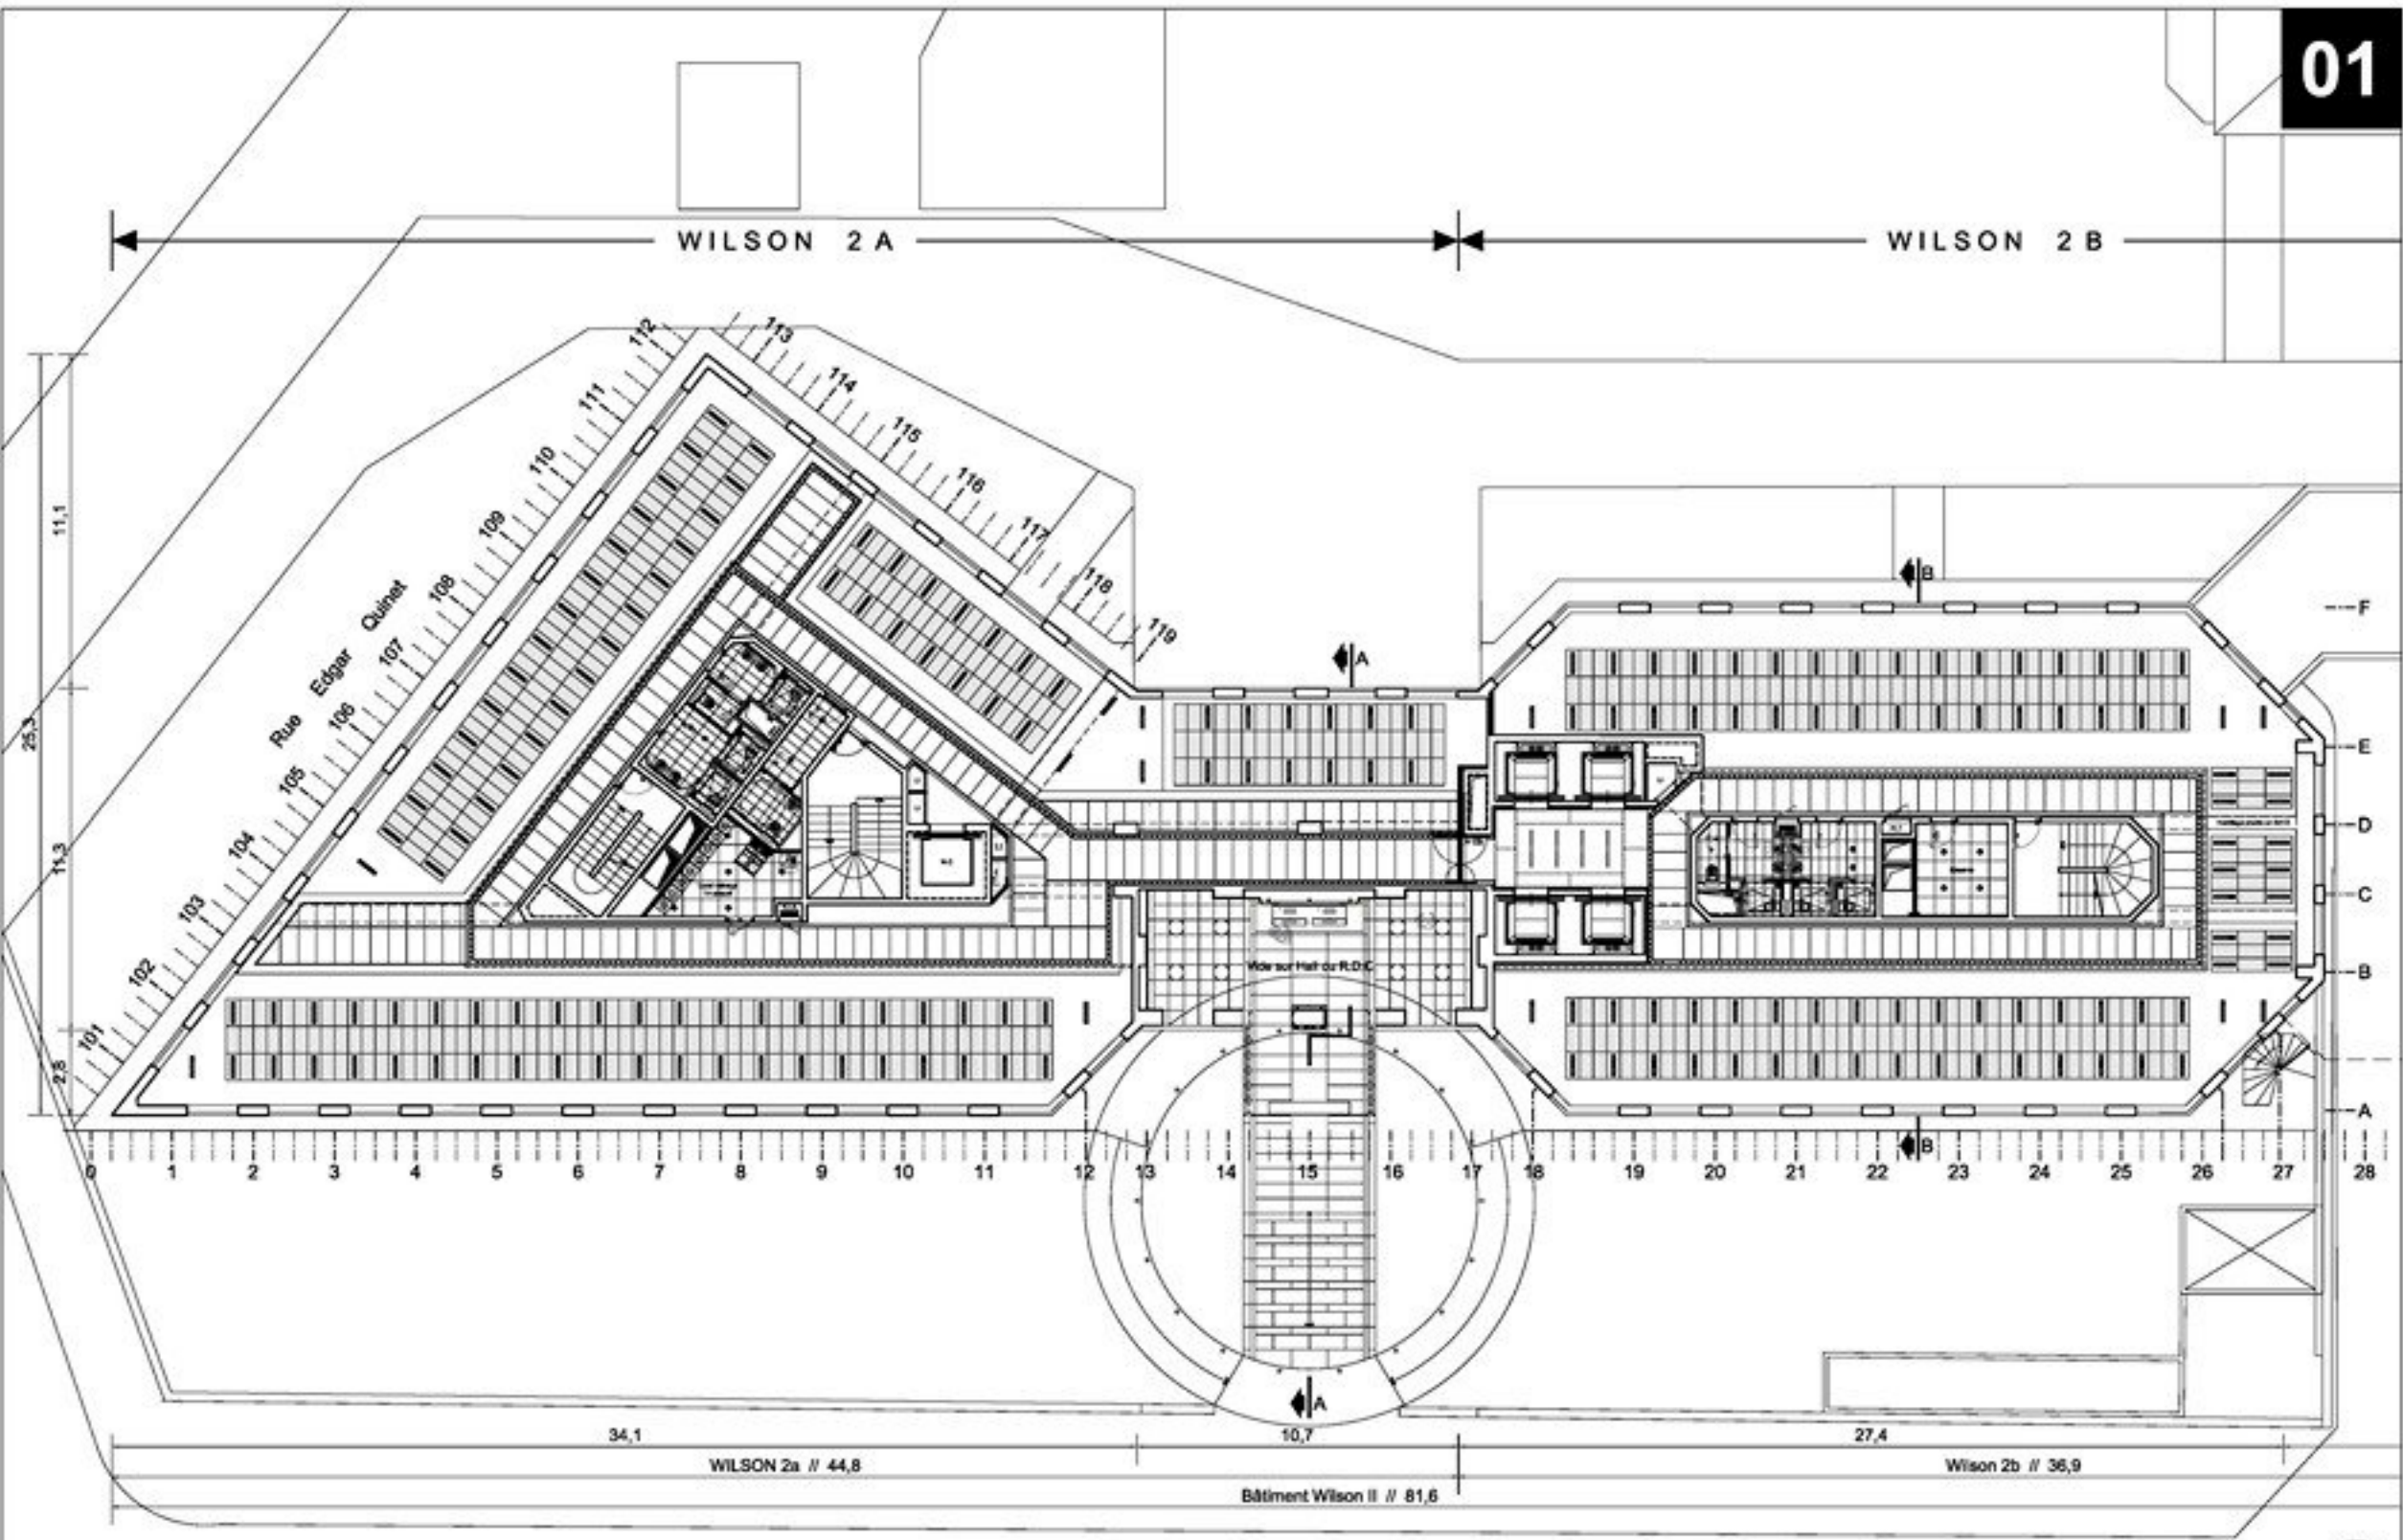 01
WILSON 2 A
WILSON 2 B
112
113
111
114
110
115
109
116
108
117
107
118
106
119
105
104
103
102
101
Rue Edgar Quinet
11,1
25,3
11,3
2,8
B
A
F
E
D
C
B
A
Vide sur Hall du R.D.C
B
0 1 2 3 4 5 6 7 8 9 10 11 12 13 14 15 16 17 18 19 20 21 22 23 24 25 26 27 28
A
34,1
10,7
27,4
WILSON 2a // 44,8
Wilson 2b // 36,9
Bâtiment Wilson II // 81,6